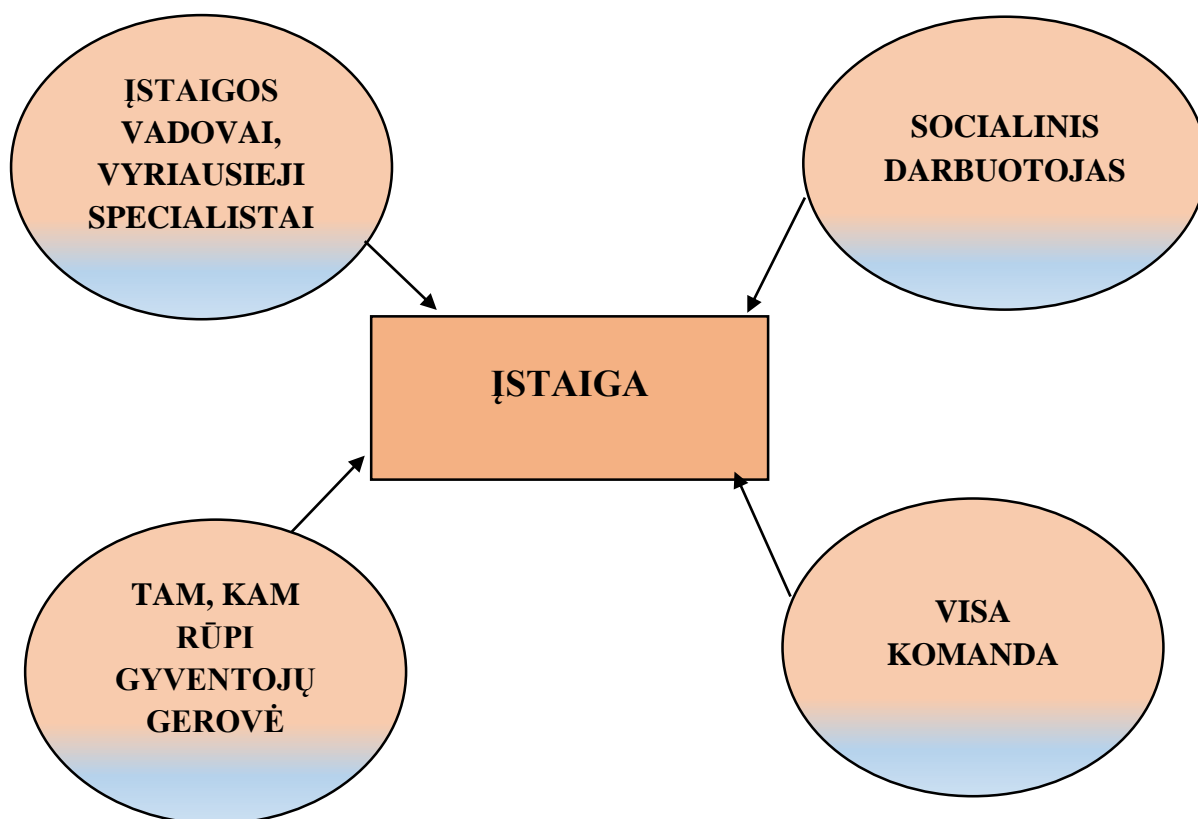 ĮSTAIGOS
VADOVAI,
VYRIAUSIEJI
SPECIALISTAI
SOCIALINIS
DARBUOTOJAS
ĮSTAIGA
TAM, KAM
RŪPI
GYVENTOJŲ
GEROVĖ
VISA
KOMANDA